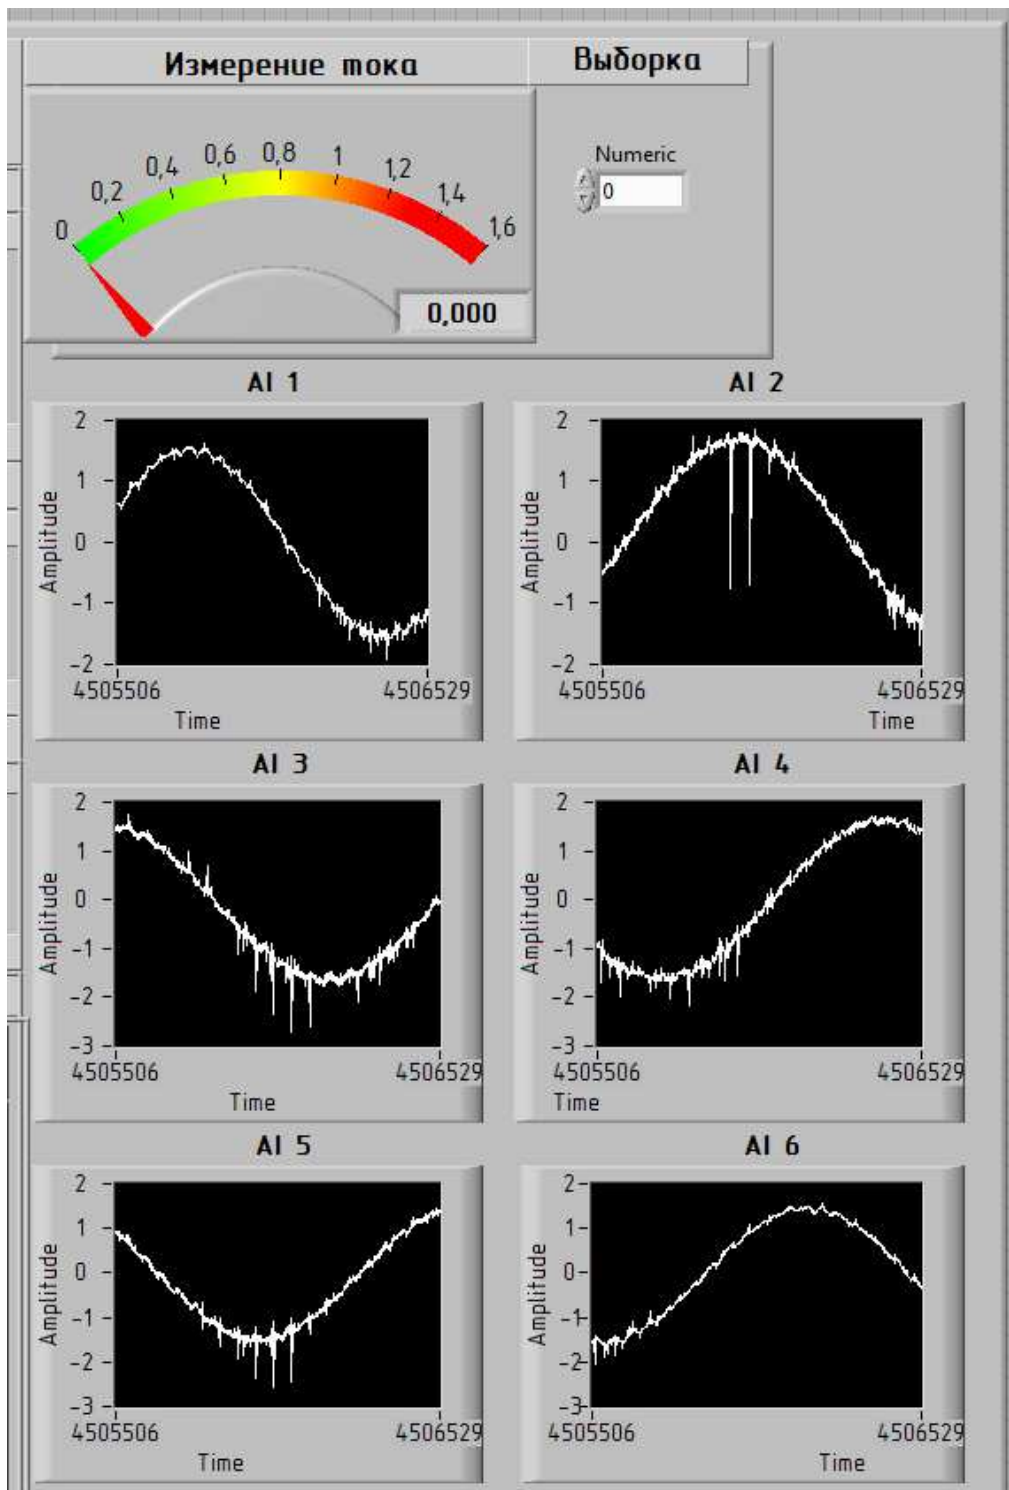 Измерение тока
Выборка
0
0,2
0,4
0,6
0,8
1
1,2
1,4
1,6
0,000
Numeric
0
AI 1
Amplitude
2
1
0
-1
-2
4505506
4506529
Time
AI 2
Amplitude
2
1
0
-1
-2
4505506
4506529
Time
AI 3
Amplitude
2
1
0
-1
-2
-3
4505506
4506529
Time
AI 4
Amplitude
2
1
0
-1
-2
-3
4505506
4506529
Time
AI 5
Amplitude
2
1
0
-1
-2
-3
4505506
4506529
Time
AI 6
Amplitude
2
1
0
-1
-2
-3
4505506
4506529
Time